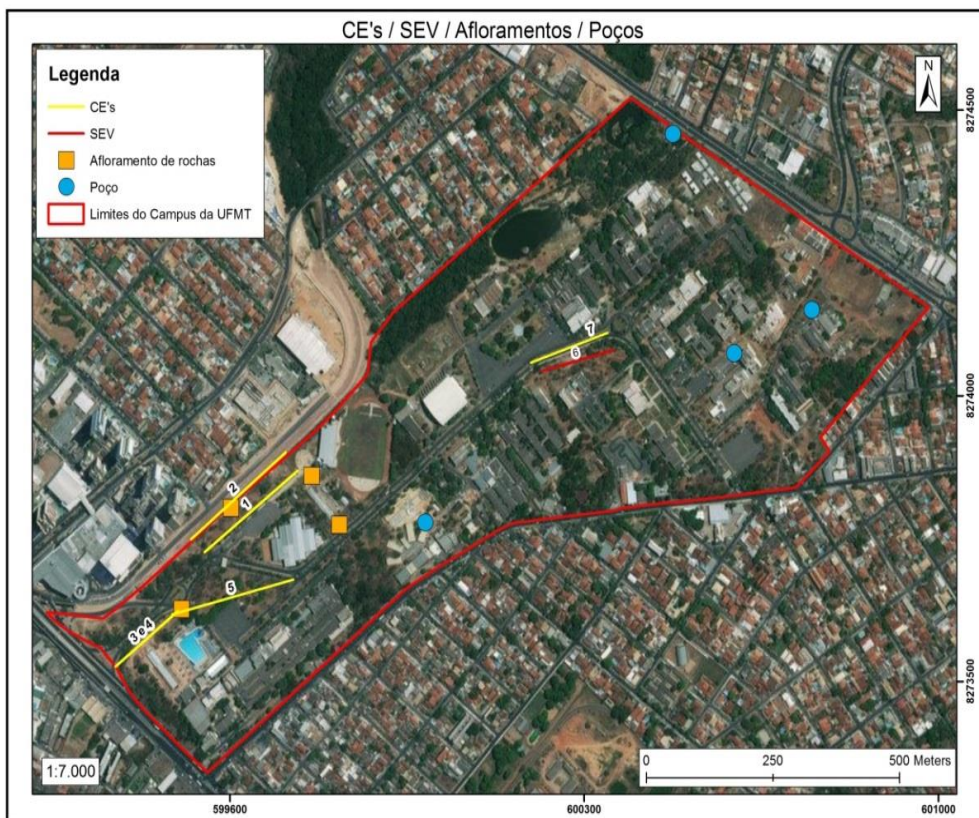 CE's / SEV / Afloramentos / Poços
Legenda
CE's
SEV
Afloramento de rochas
Poço
Limites do Campus da UFMT
N
8274500
7
6
8274000
2
1
5
3 e 4
8273500
0 250 500 Meters
1:7.000
599600 600300 601000